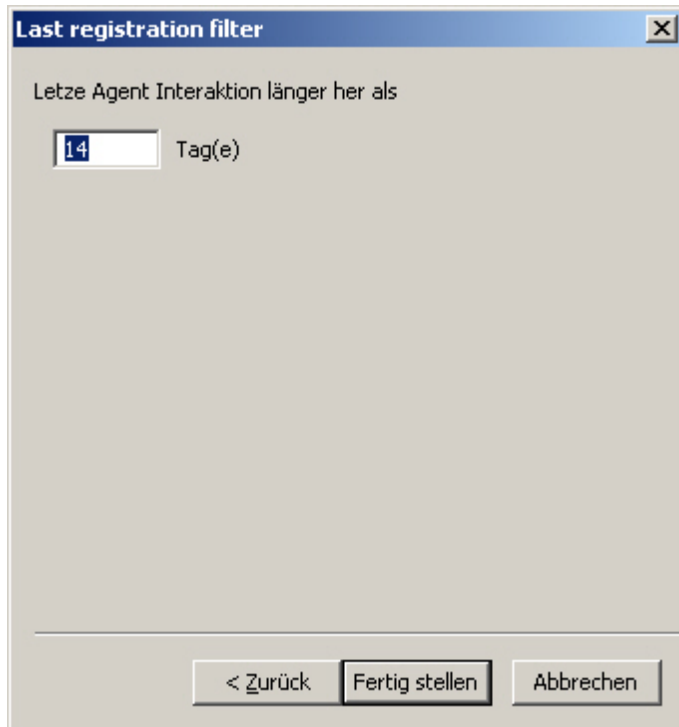 Last registration filter
Letze Agent Interaktion länger her als
14 Tag(e)
< Zurück Fertig stellen Abbrechen